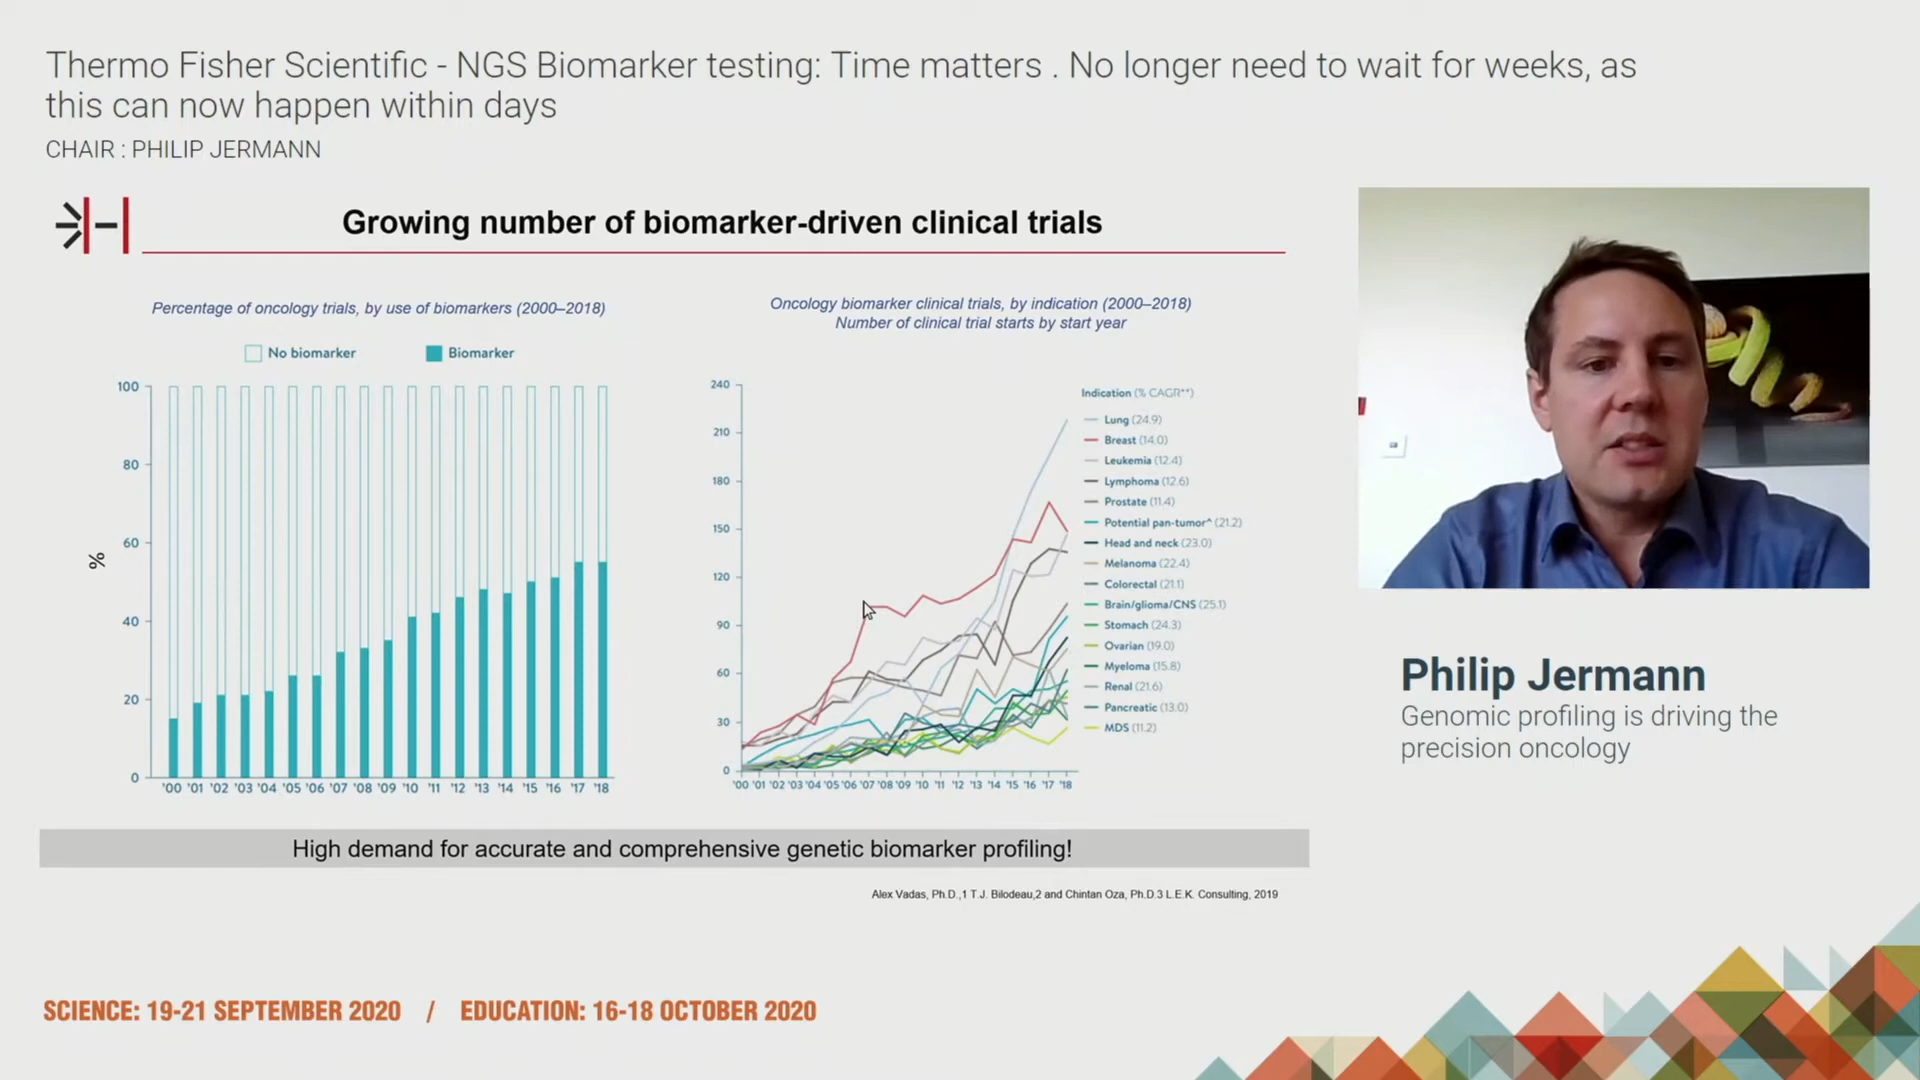 Thermo Fisher Scientific - NGS Biomarker testing: Time matters . No longer need to wait for weeks, as
this can now happen within days
CHAIR : PHILIP JERMANN
Growing number of biomarker-driven clinical trials
Percentage of oncology trials, by use of biomarkers (2000–2018)
No biomarker
Biomarker
%
100
80
60
40
20
0
'00 '01 '02 '03 '04 '05 '06 '07 '08 '09 '10 '11 '12 '13 '14 '15 '16 '17 '18
Oncology biomarker clinical trials, by indication (2000–2018)
Number of clinical trial starts by start year
240
210
180
150
120
90
60
30
0
'00 '01 '02 '03 '04 '05 '06 '07 '08 '09 '10 '11 '12 '13 '14 '15 '16 '17 '18
Indication (% CAGR**)
Lung (24.9)
Breast (14.0)
Leukemia (12.4)
Lymphoma (12.6)
Prostate (11.4)
Potential pan-tumor^ (21.2)
Head and neck (23.0)
Melanoma (22.4)
Colorectal (21.1)
Brain/glioma/CNS (25.1)
Stomach (24.3)
Ovarian (19.0)
Myeloma (15.8)
Renal (21.6)
Pancreatic (13.0)
MDS (11.2)
High demand for accurate and comprehensive genetic biomarker profiling!
Alex Vadas, Ph.D.,1 T.J. Bilodeau,2 and Chintan Oza, Ph.D.3 L.E.K. Consulting, 2019
Philip Jermann
Genomic profiling is driving the
precision oncology
SCIENCE: 19-21 SEPTEMBER 2020 / EDUCATION: 16-18 OCTOBER 2020